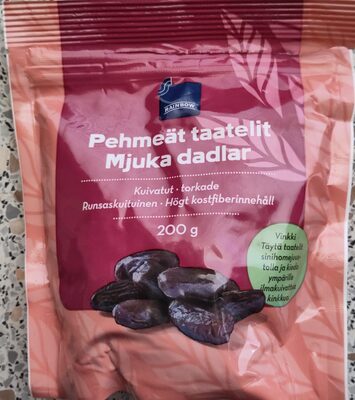 RAINBOW
Pehmeät taatelit
Mjuka dadlar
Kuivatut · torkade
Runsaskuituinen · Högt kostfiberinnehåll
200 g
Vinkki
Täytä taatelit
sinihomejuus-
tolla ja kiedo
ympärille
ilmakuivattua
kinkkua